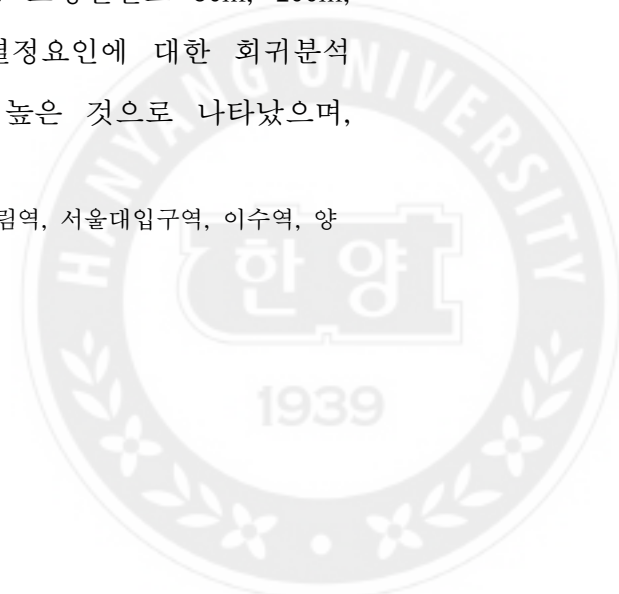 결정요인에 대한 회귀분석
높은 것으로 나타났으며,
림역, 서울대입구역, 이수역, 양
HANYANG UNIVERSITY
한양
1939